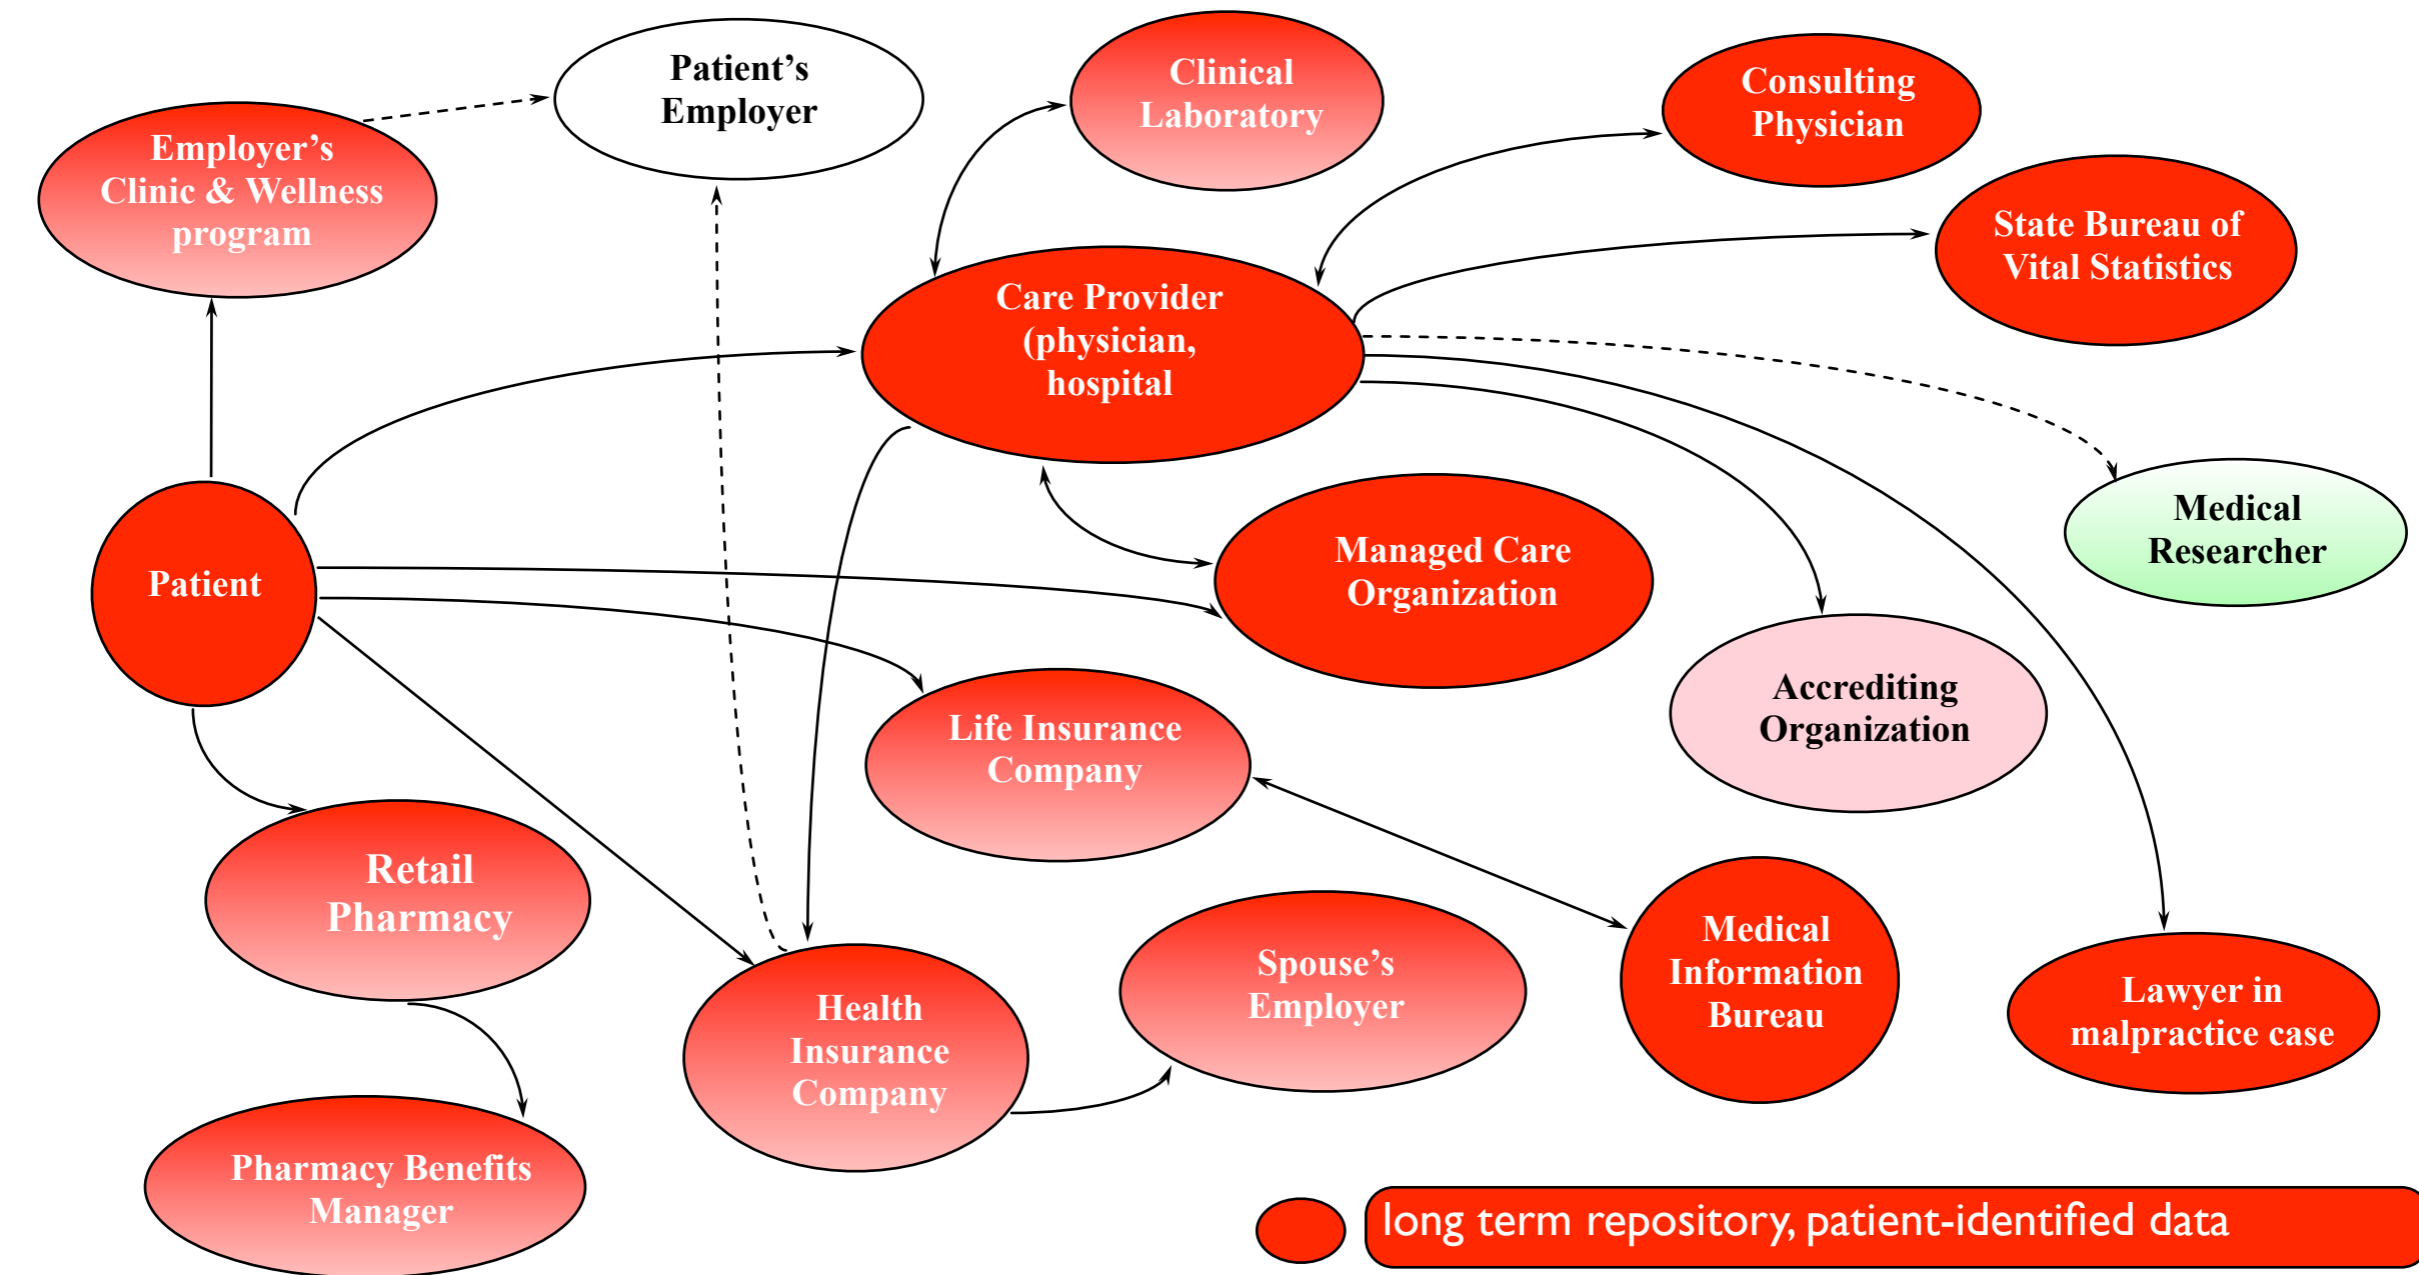 Patient's
Employer
Clinical
Laboratory
Consulting
Physician
Employer's
Clinic & Wellness
program
State Bureau of
Vital Statistics
Care Provider
(physician,
hospital
Medical
Researcher
Managed Care
Organization
Patient
Accrediting
Organization
Life Insurance
Company
Retail
Pharmacy
Spouse's
Employer
Medical
Information
Bureau
Health
Insurance
Company
Lawyer in
malpractice case
Pharmacy Benefits
Manager
long term repository, patient-identified data